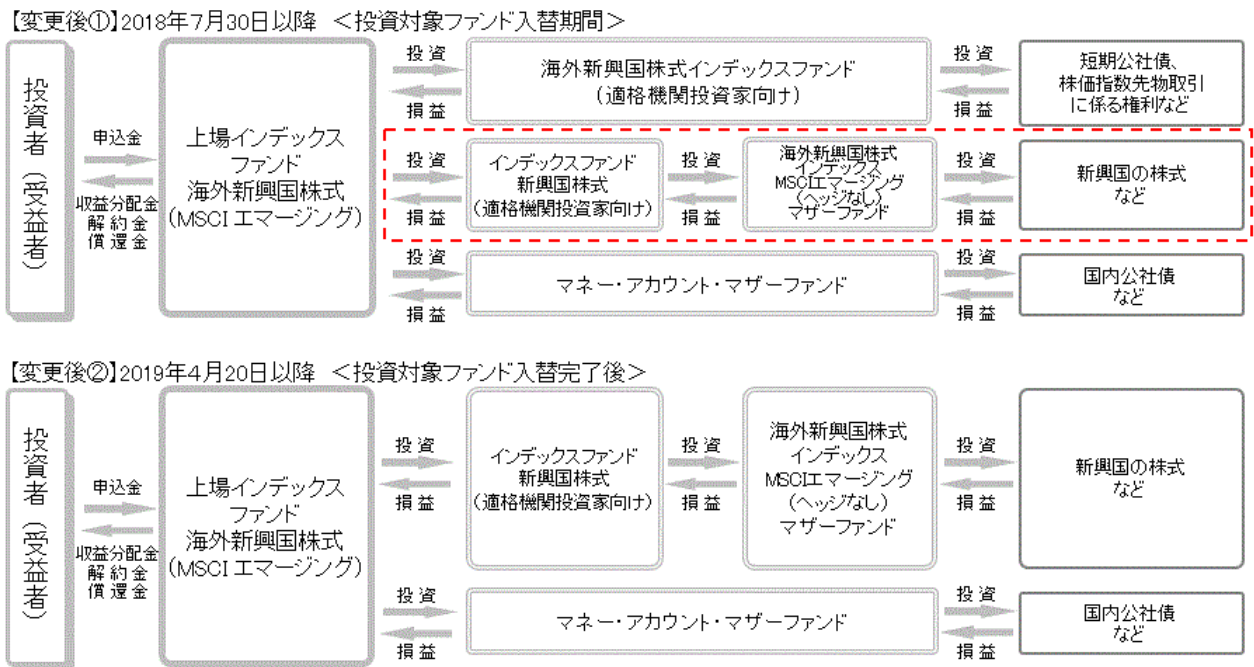 【変更後①】2018年7月30日以降 <投資対象ファンド入替期間>
投資者(受益者)
申込金
収益分配金
解約金
償還金
上場インデックス
ファンド
海外新興国株式
(MSCI エマージング)
投資
損益
海外新興国株式インデックスファンド
(適格機関投資家向け)
投資
損益
短期公社債、
株価指数先物取引
に係る権利など
投資
損益
インデックスファンド
新興国株式
(適格機関投資家向け)
投資
損益
海外新興国株式
インデックス
MSCIエマージング
(ヘッジなし)
マザーファンド
投資
損益
新興国の株式
など
投資
損益
マネー・アカウント・マザーファンド
投資
損益
国内公社債
など
【変更後②】2019年4月20日以降 <投資対象ファンド入替完了後>
投資者(受益者)
申込金
収益分配金
解約金
償還金
上場インデックス
ファンド
海外新興国株式
(MSCI エマージング)
投資
損益
インデックスファンド
新興国株式
(適格機関投資家向け)
投資
損益
海外新興国株式
インデックス
MSCIエマージング
(ヘッジなし)
マザーファンド
投資
損益
新興国の株式
など
投資
損益
マネー・アカウント・マザーファンド
投資
損益
国内公社債
など